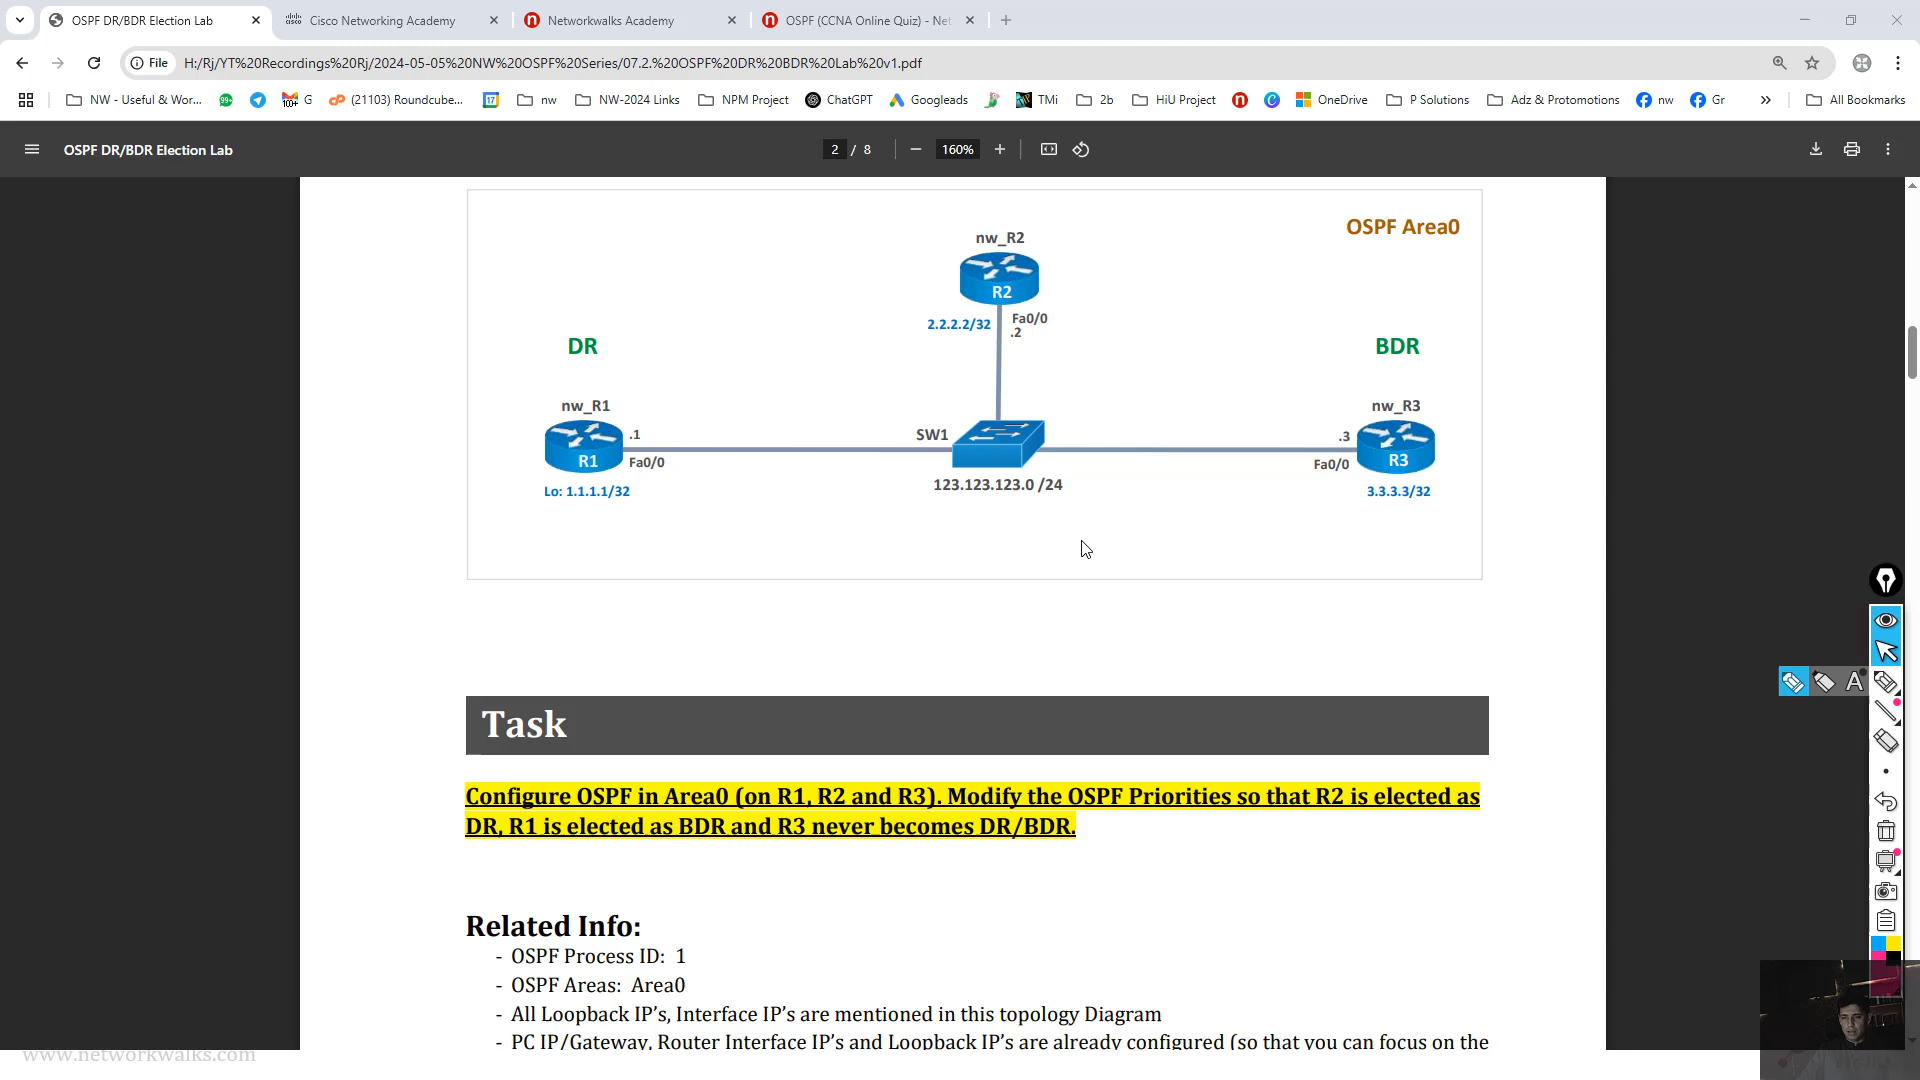 OSPF DR/BDR Election Lab
Cisco Networking Academy
Networkwalks Academy
OSPF (CCNA Online Quiz) - Net
File
H:/Rj/YT%20Recordings%20Rj/2024-05-05%20NW%20OSPF%20Series/07.2.%20OSPF%20DR%20BDR%20Lab%20v1.pdf
NW - Useful & Wor...
99+
100+
G
(21103) Roundcube...
17
nw
NW-2024 Links
NPM Project
ChatGPT
Googleads
TMi
2b
HiU Project
OneDrive
P Solutions
Adz & Protomotions
nw
Gr
All Bookmarks
OSPF DR/BDR Election Lab
2 / 8
160%
OSPF Area0
nw_R2
R2
2.2.2.2/32
Fa0/0
.2
DR
BDR
nw_R1
nw_R3
.1
SW1
.3
R1
Fa0/0
Fa0/0
R3
Lo: 1.1.1.1/32
123.123.123.0 /24
3.3.3.3/32
A
Task
Configure OSPF in Area0 (on R1, R2 and R3). Modify the OSPF Priorities so that R2 is elected as
DR, R1 is elected as BDR and R3 never becomes DR/BDR.
Related Info:
- OSPF Process ID: 1
- OSPF Areas: Area0
- All Loopback IP's, Interface IP's are mentioned in this topology Diagram
- PC IP/Gateway, Router Interface IP's and Loopback IP's are already configured (so that you can focus on the
www.networkwalks.com